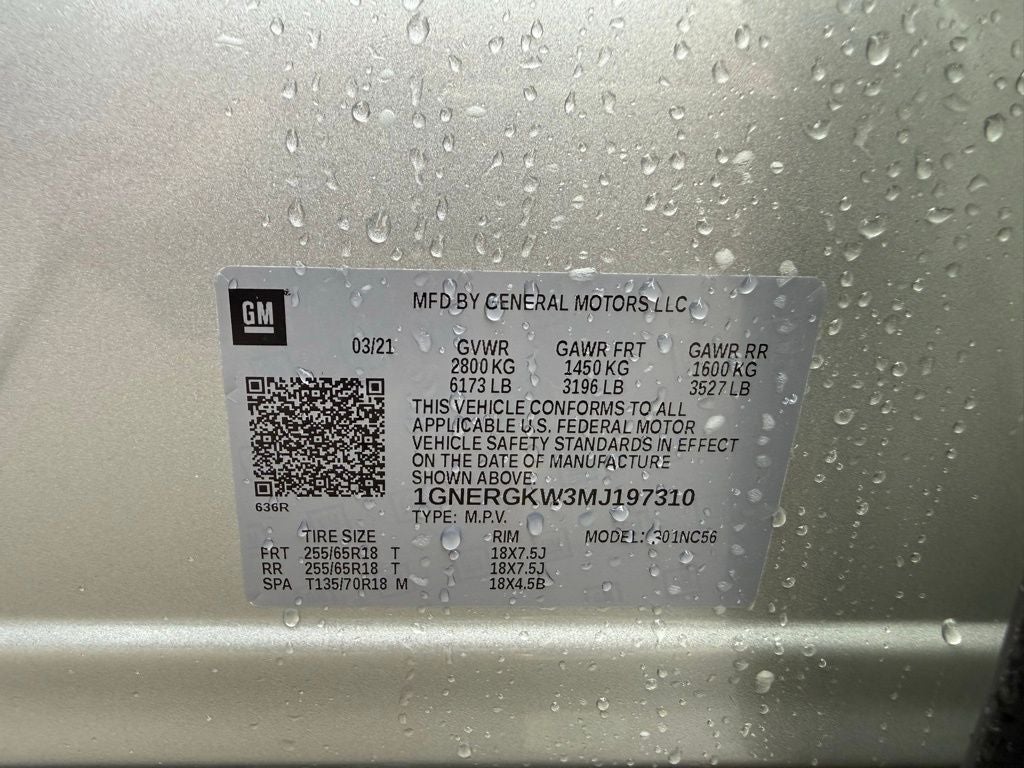 GM
MFD BY GENERAL MOTORS LLC
03/21 GVWR GAWR FRT GAWR RR
2800 KG 1450 KG 1600 KG
6173 LB 3196 LB 3527 LB
THIS VEHICLE CONFORMS TO ALL
APPLICABLE U.S. FEDERAL MOTOR
VEHICLE SAFETY STANDARDS IN EFFECT
ON THE DATE OF MANUFACTURE
SHOWN ABOVE.
1GNERGKW3MJ197310
636R
TYPE: M.P.V.
TIRE SIZE RIM MODEL: 
FRT 255/65R18 T 18X7.5J
RR 255/65R18 T 18X7.5J
SPA T135/70R18 M 18X4.5B